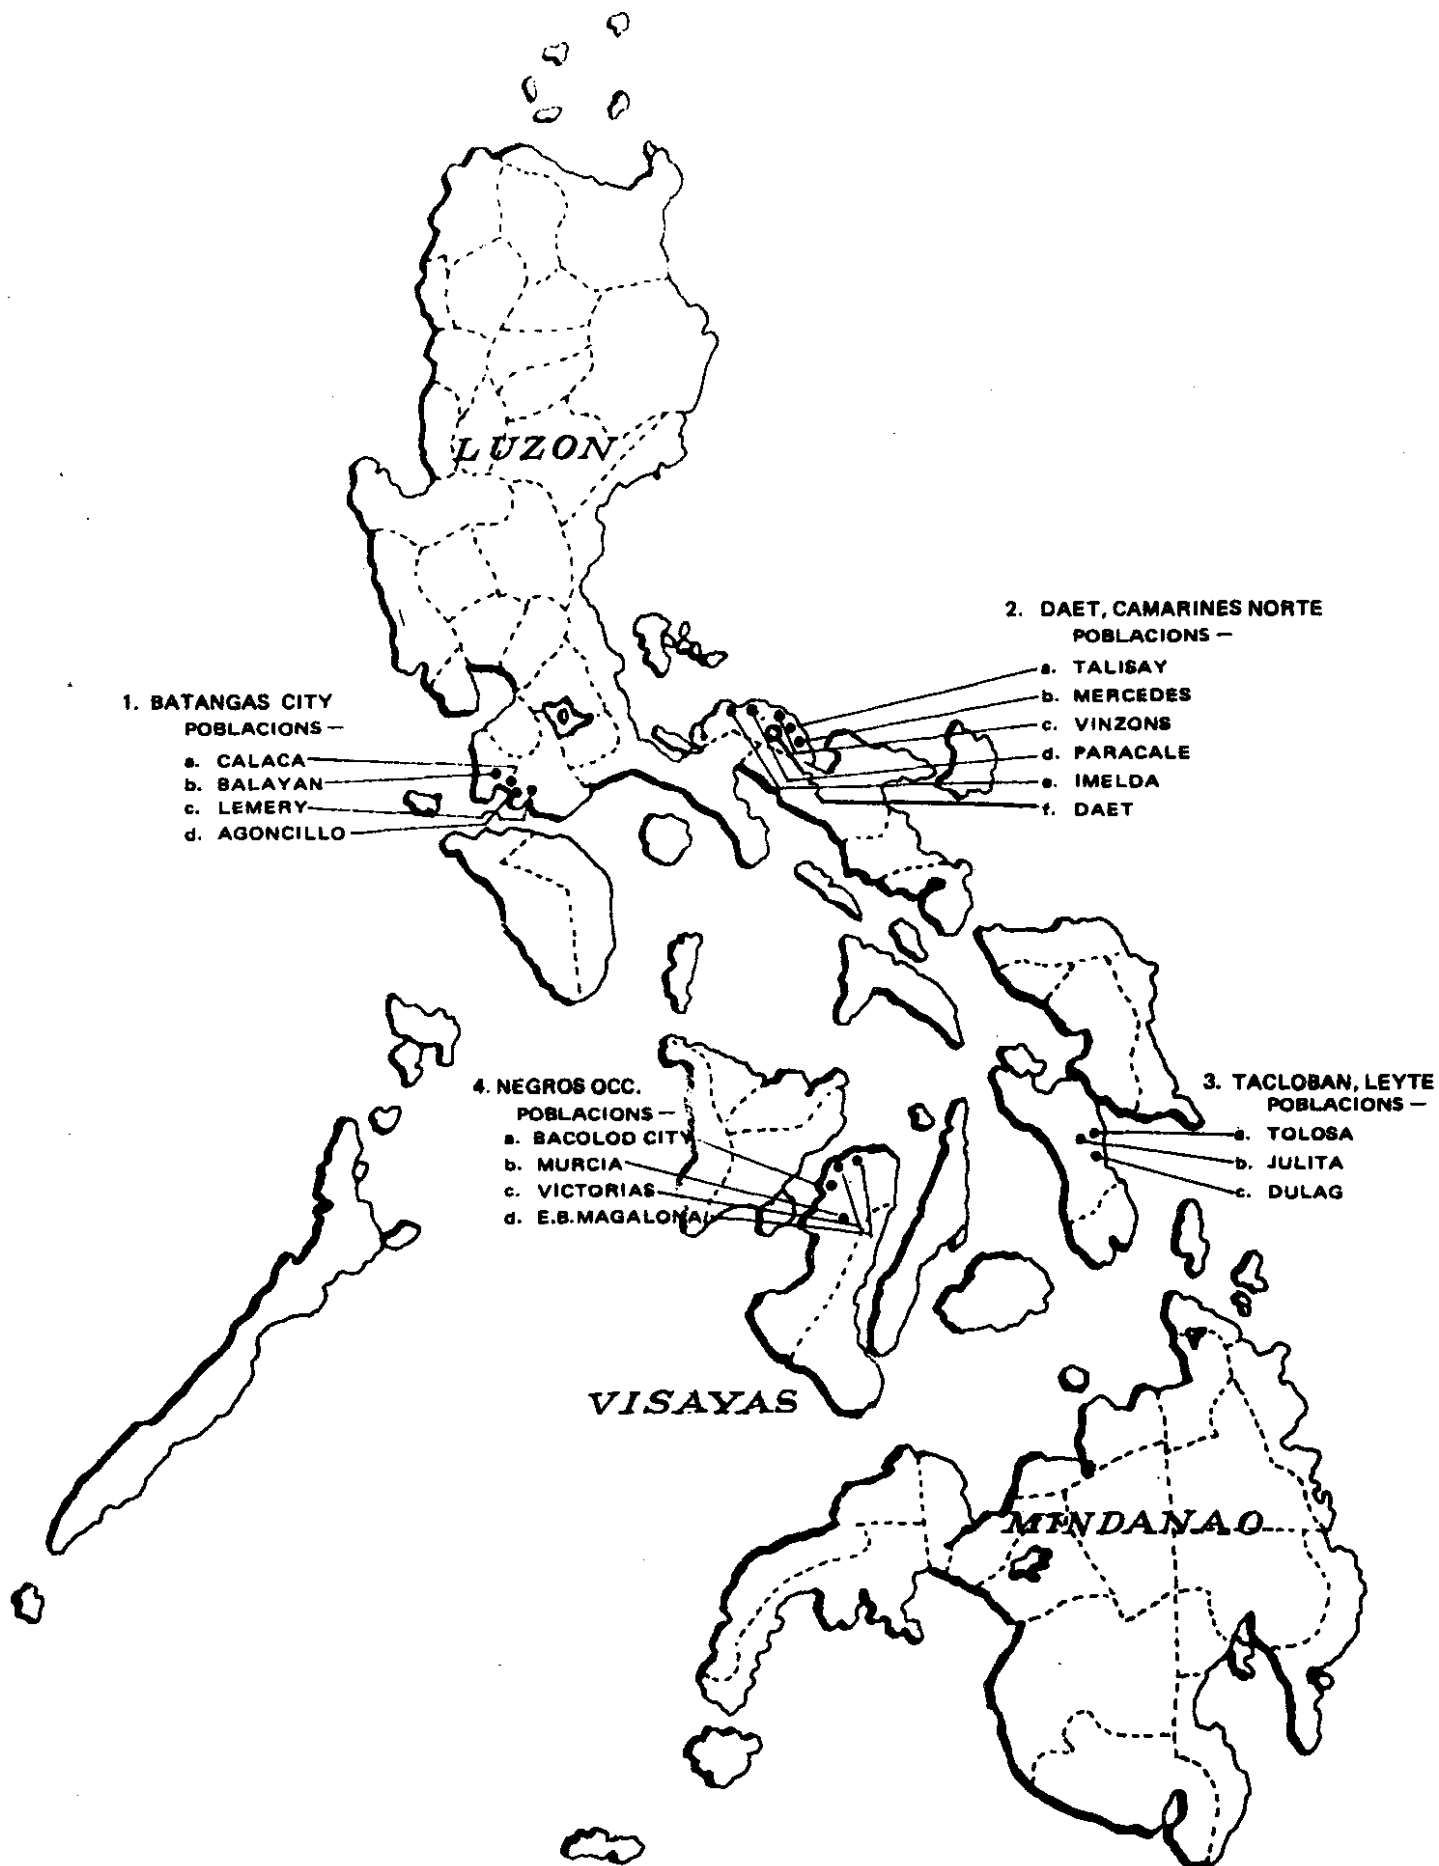 LUZON
1. BATANGAS CITY
POBLACIONS –
a. CALACA
b. BALAYAN
c. LEMERY
d. AGONCILLO
2. DAET, CAMARINES NORTE
POBLACIONS –
a. TALISAY
b. MERCEDES
c. VINZONS
d. PARACALE
e. IMELDA
f. DAET
3. TACLOBAN, LEYTE
POBLACIONS –
a. TOLOSA
b. JULITA
c. DULAG
4. NEGROS OCC.
POBLACIONS –
a. BACOLOD CITY
b. MURCIA
c. VICTORIAS
d. E.B.MAGALONA
VISAYAS
MINDANAO